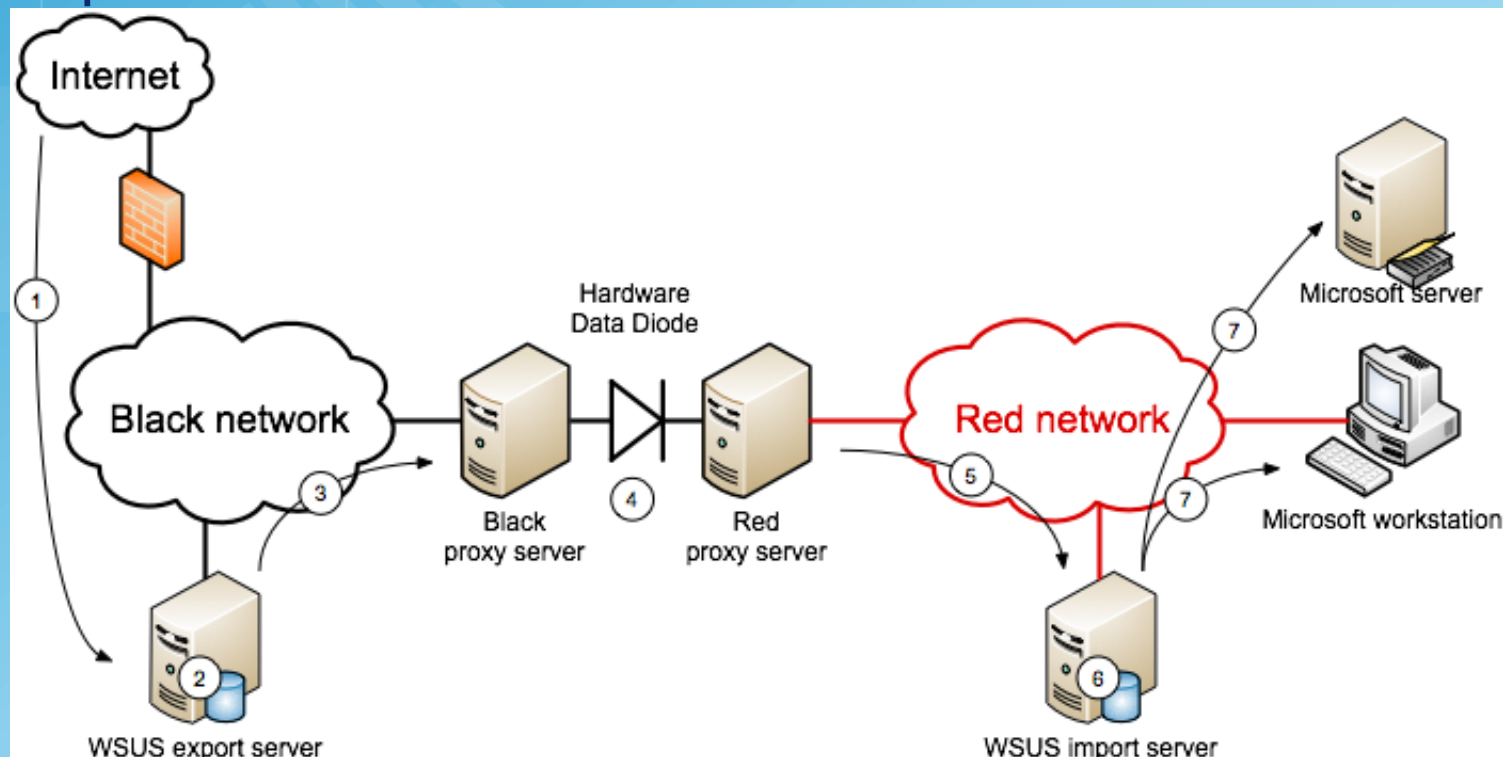 Internet
1
Hardware
Data Diode
Microsoft server
7
Black network
Red network
3
4
5
7
Black
proxy server
Red
proxy server
Microsoft workstation
2
6
WSUS export server
WSUS import server